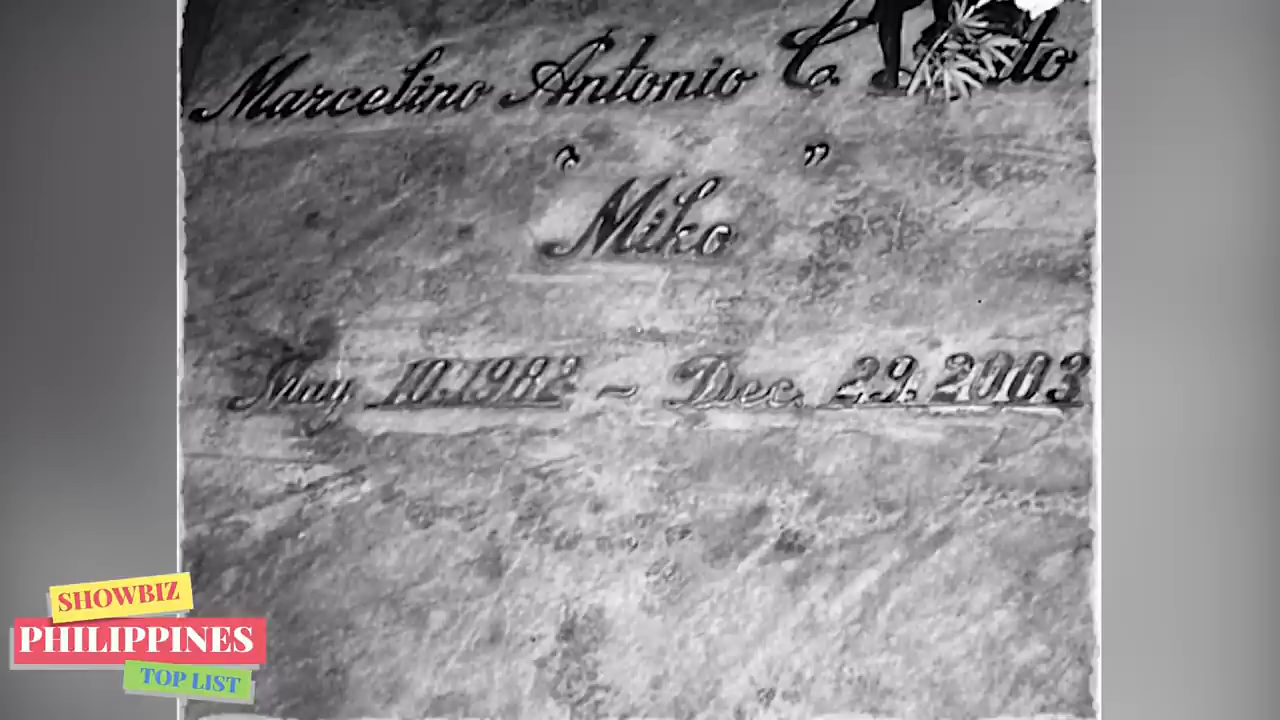 Marcelino Antonio C.
“ ”
Miko
May 10, 1982 ~ Dec. 29, 2003
SHOWBIZ
PHILIPPINES
TOP LIST